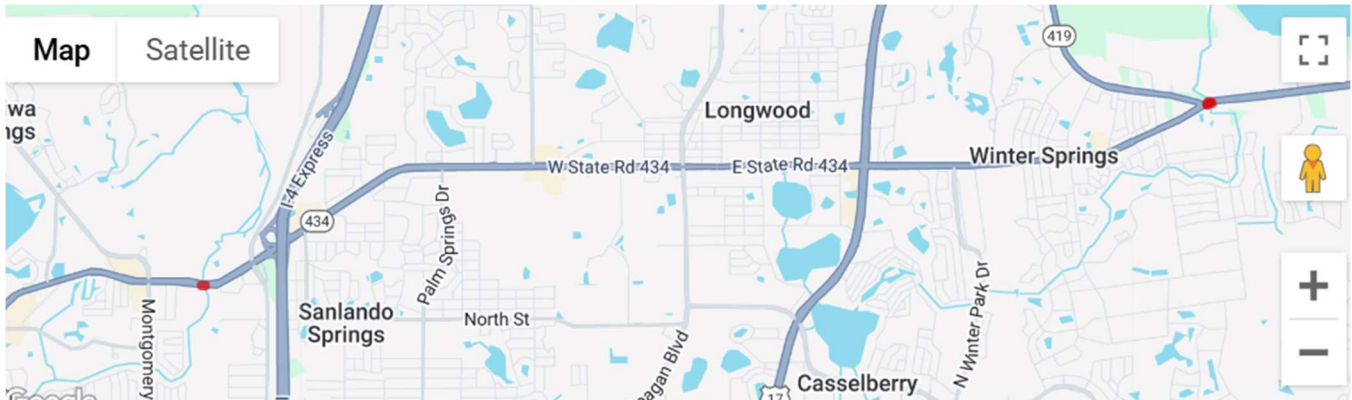 Map
Satellite
419
wa
ngs
Longwood
I-4 Express
W State Rd 434
E State Rd 434
Winter Springs
434
Palm Springs Dr
Sanlando
Springs
North St
Montgomery
N Winter Park Dr
agan Blvd
Casselberry
17
Google